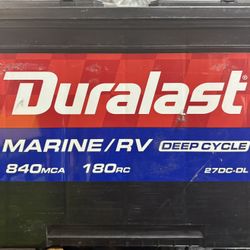 Duralast®
MARINE/RV DEEP CYCLE
840MCA 180RC 27DC-DL